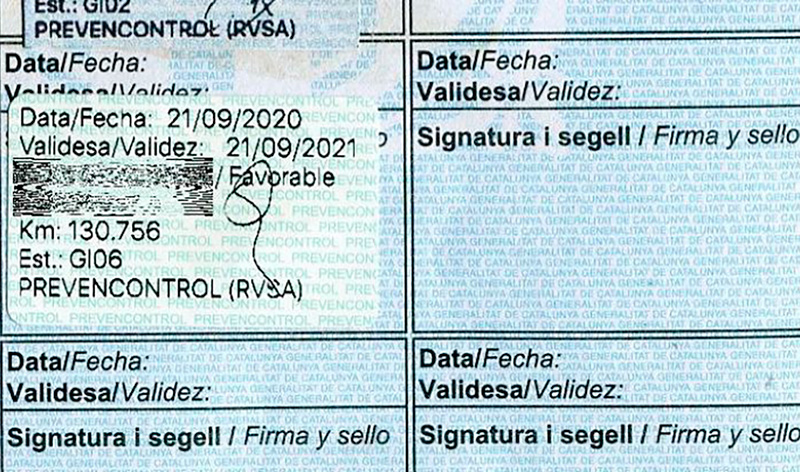 Est.: GI02
PREVENCONTROL (RVSA)
Data/Fecha:
Data/Fecha: 21/09/2020
Validesa/Validez: 21/09/2021
/ Favorable
Km: 130.756
Est.: GI06
PREVENCONTROL (RVSA)
Data/Fecha:
Validesa/Validez:
Signatura i segell / Firma y sello
Data/Fecha:
Validesa/Validez:
Signatura i segell / Firma y sello
Data/Fecha:
Validesa/Validez:
Signatura i segell / Firma y sello